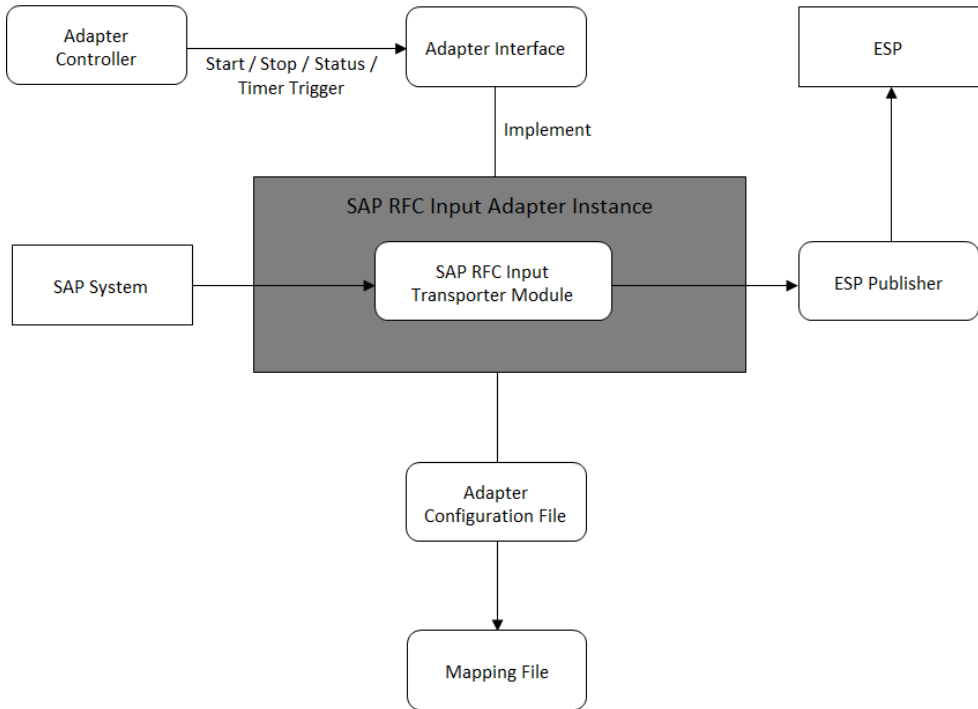 Adapter
Controller
Start / Stop / Status /
Timer Trigger
Adapter Interface
ESP
Implement
SAP RFC Input Adapter Instance
SAP System
SAP RFC Input
Transporter Module
ESP Publisher
Adapter
Configuration File
Mapping File